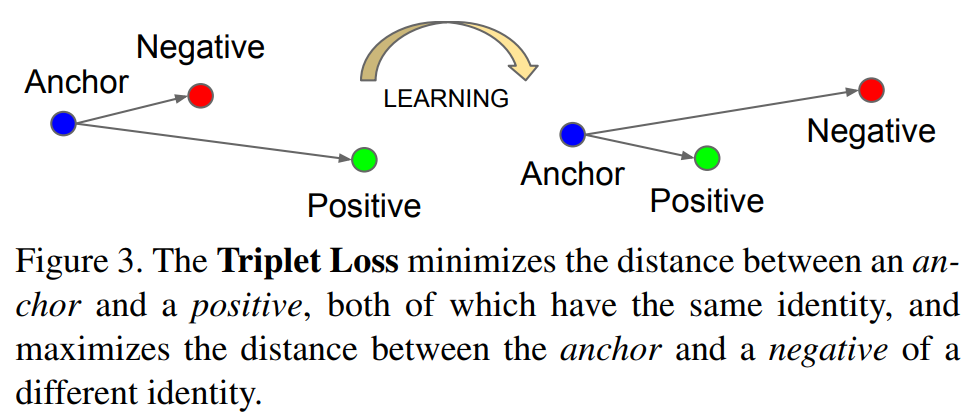 Negative
Anchor
LEARNING
Positive
Negative
Anchor
Positive
Figure 3. The Triplet Loss minimizes the distance between an an-
chor and a positive, both of which have the same identity, and
maximizes the distance between the anchor and a negative of a
different identity.